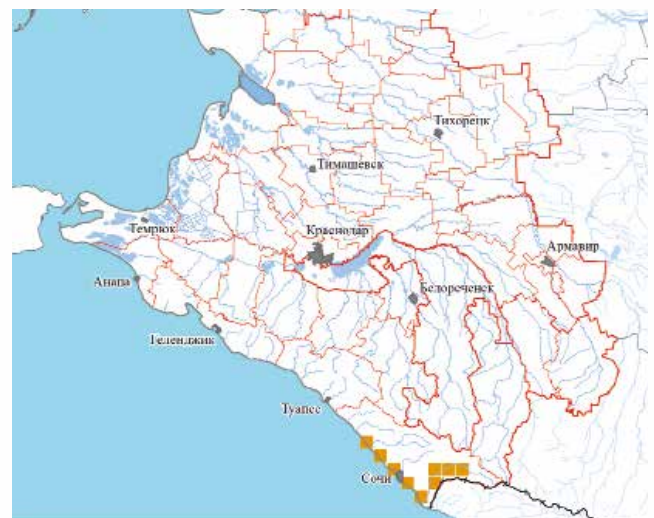 Тихорецк
Тимашевск
Краснодар
Темрюк
Армавир
Анапа
Белореченск
Геленджик
Туапсе
Сочи